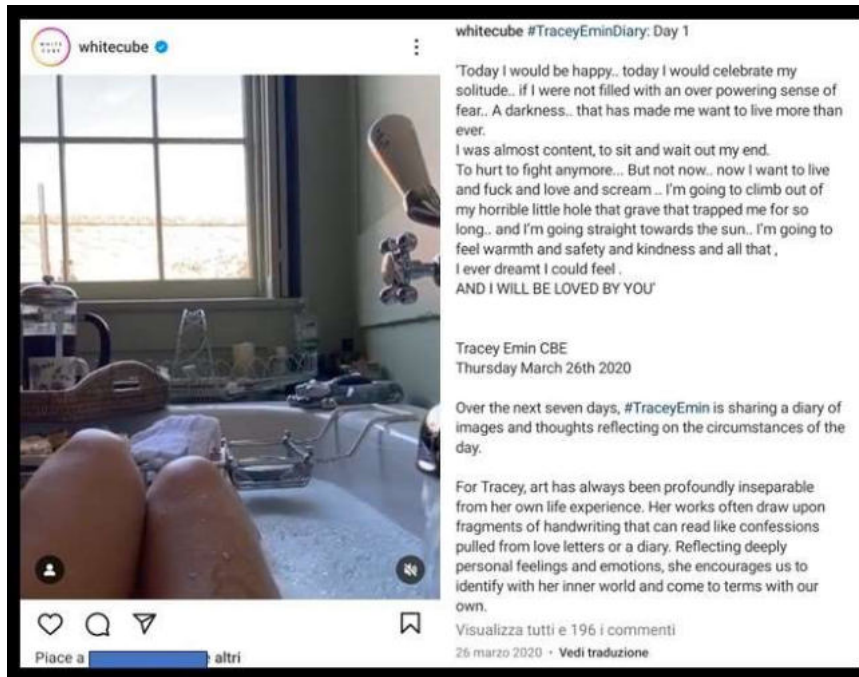 WHITE
CUBE
whitecube
whitecube #TraceyEminDiary: Day 1
'Today I would be happy.. today I would celebrate my
solitude.. if I were not filled with an over powering sense of
fear.. A darkness.. that has made me want to live more than
ever.
I was almost content, to sit and wait out my end.
To hurt to fight anymore... But not now.. now I want to live
and fuck and love and scream .. I'm going to climb out of
my horrible little hole that grave that trapped me for so
long.. and I'm going straight towards the sun.. I'm going to
feel warmth and safety and kindness and all that ,
I ever dreamt I could feel .
AND I WILL BE LOVED BY YOU'
Tracey Emin CBE
Thursday March 26th 2020
Over the next seven days, #TraceyEmin is sharing a diary of
images and thoughts reflecting on the circumstances of the
day.
For Tracey, art has always been profoundly inseparable
from her own life experience. Her works often draw upon
fragments of handwriting that can read like confessions
pulled from love letters or a diary. Reflecting deeply
personal feelings and emotions, she encourages us to
identify with her inner world and come to terms with our
own.
Visualizza tutti e 196 i commenti
26 marzo 2020 • Vedi traduzione
Piace a
altri